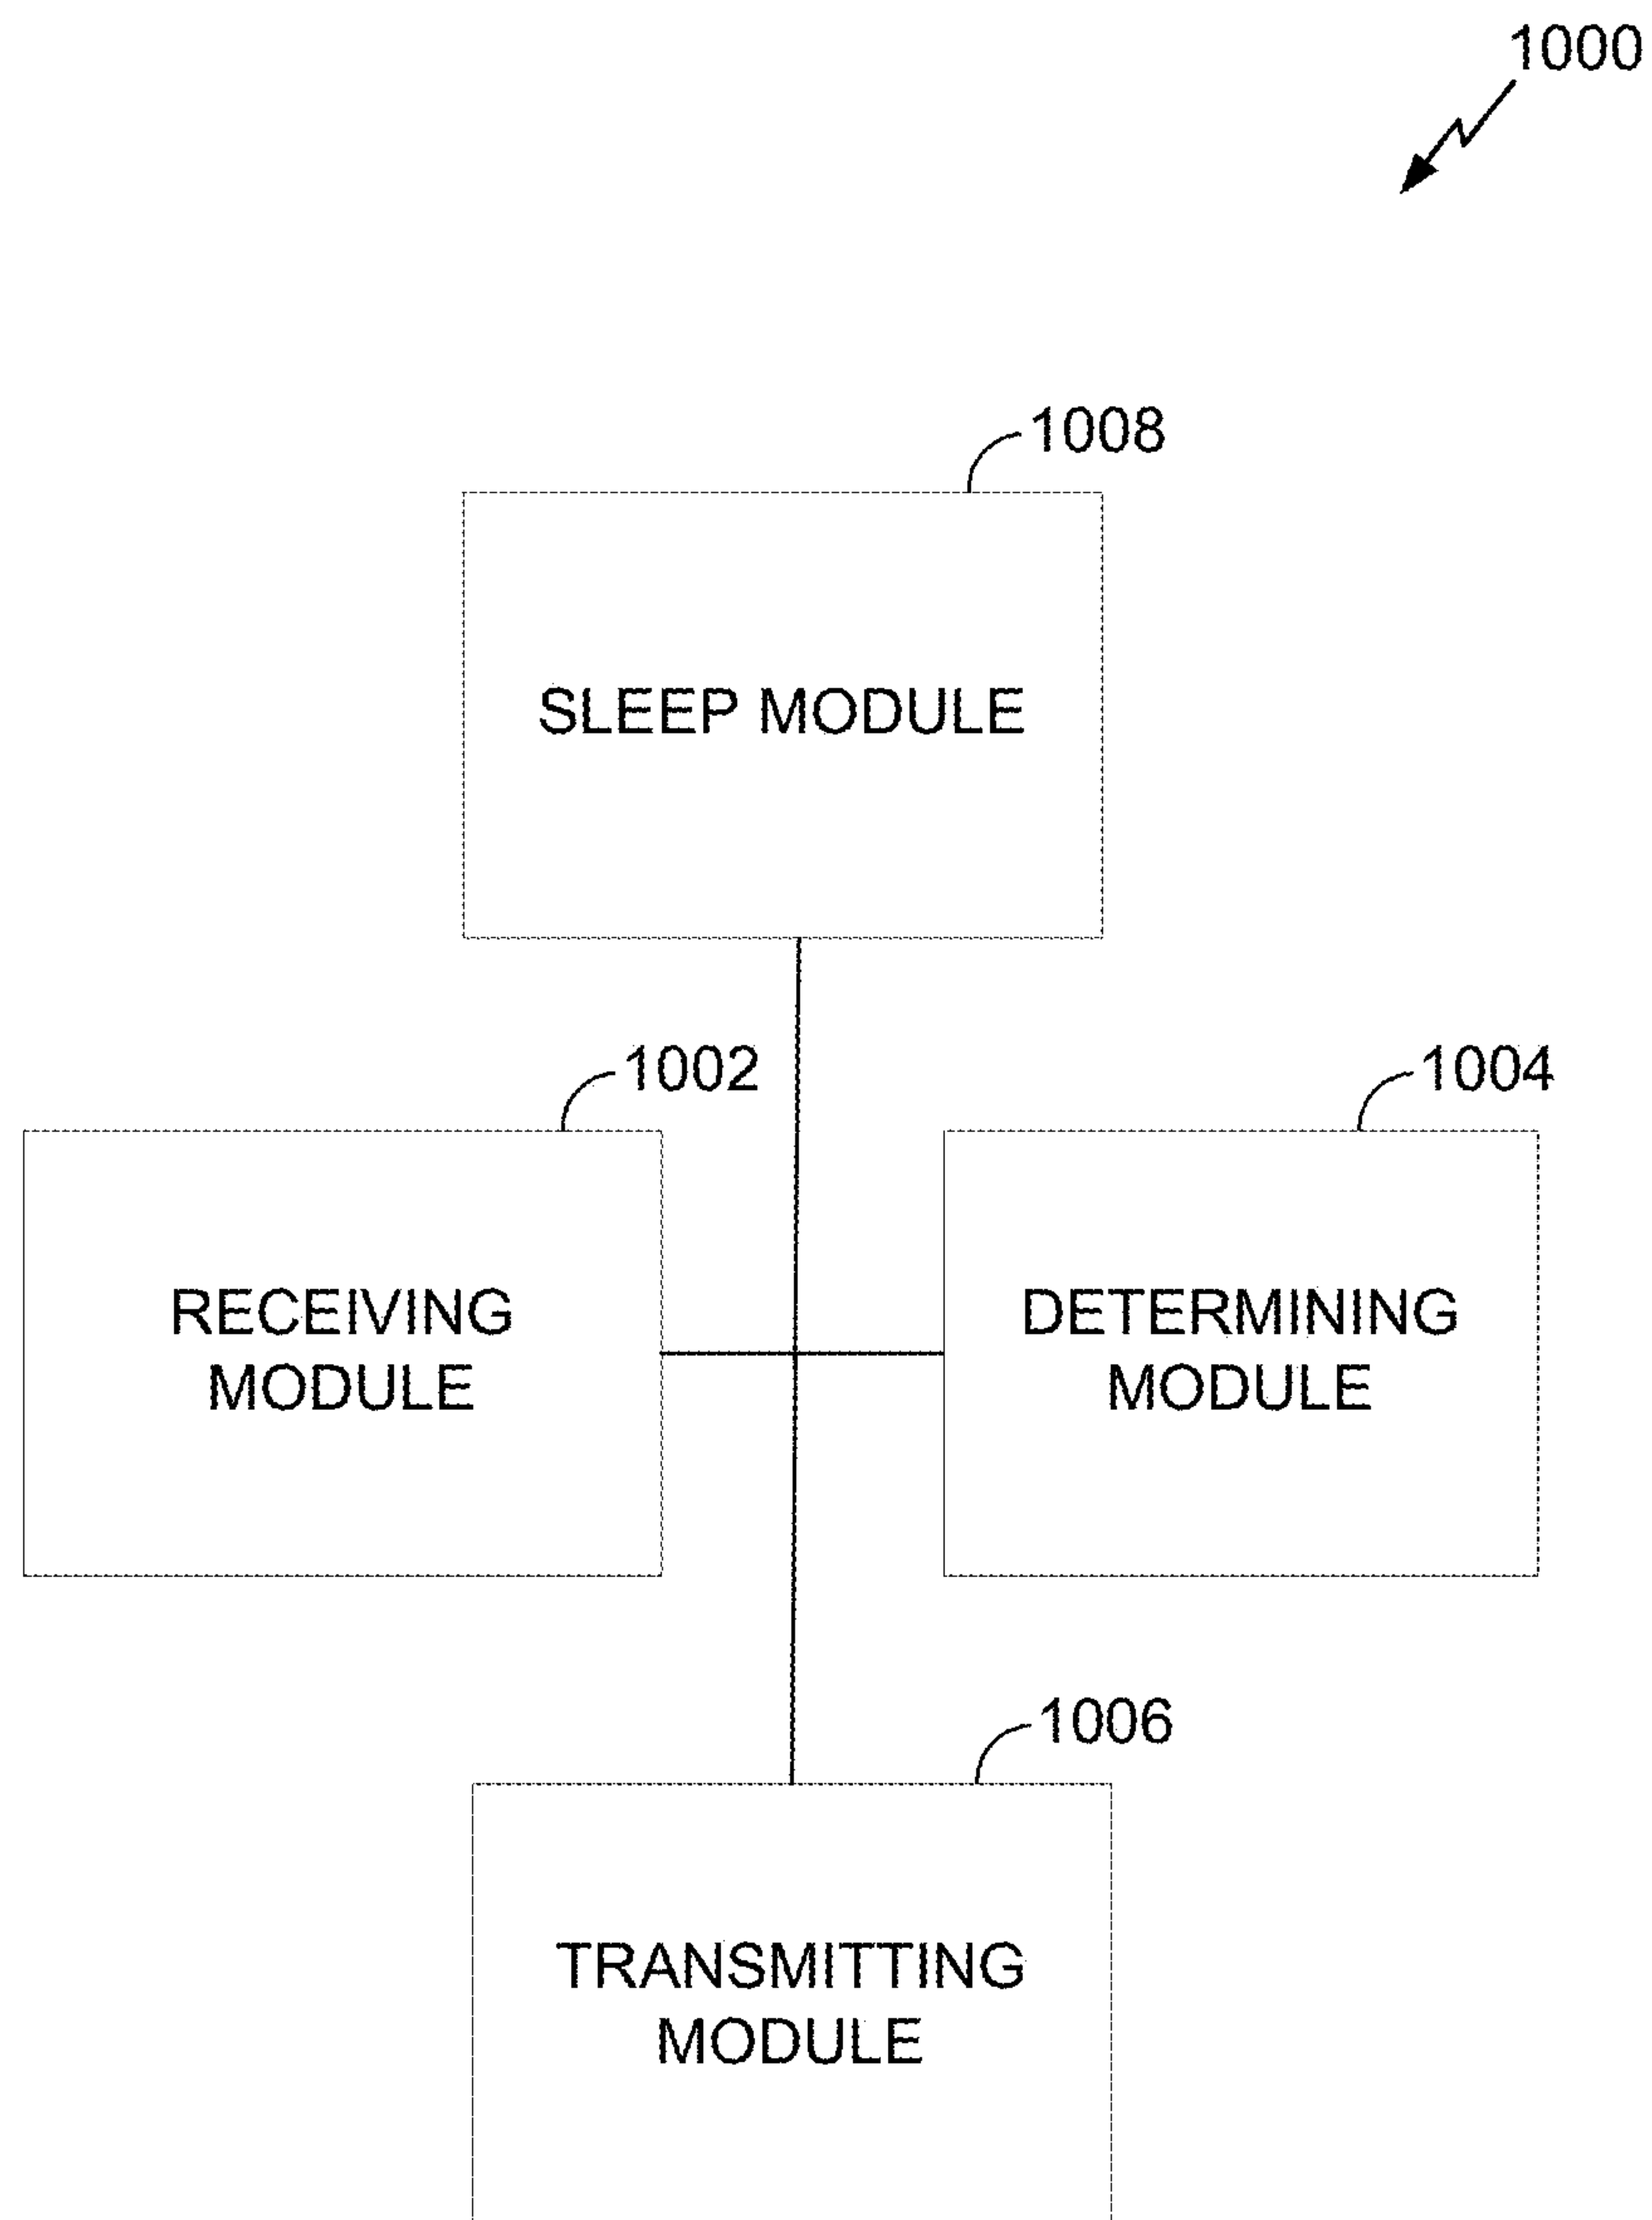 1000
1008
SLEEP MODULE
1002
1004
RECEIVING
MODULE
DETERMINING
MODULE
1006
TRANSMITTING
MODULE